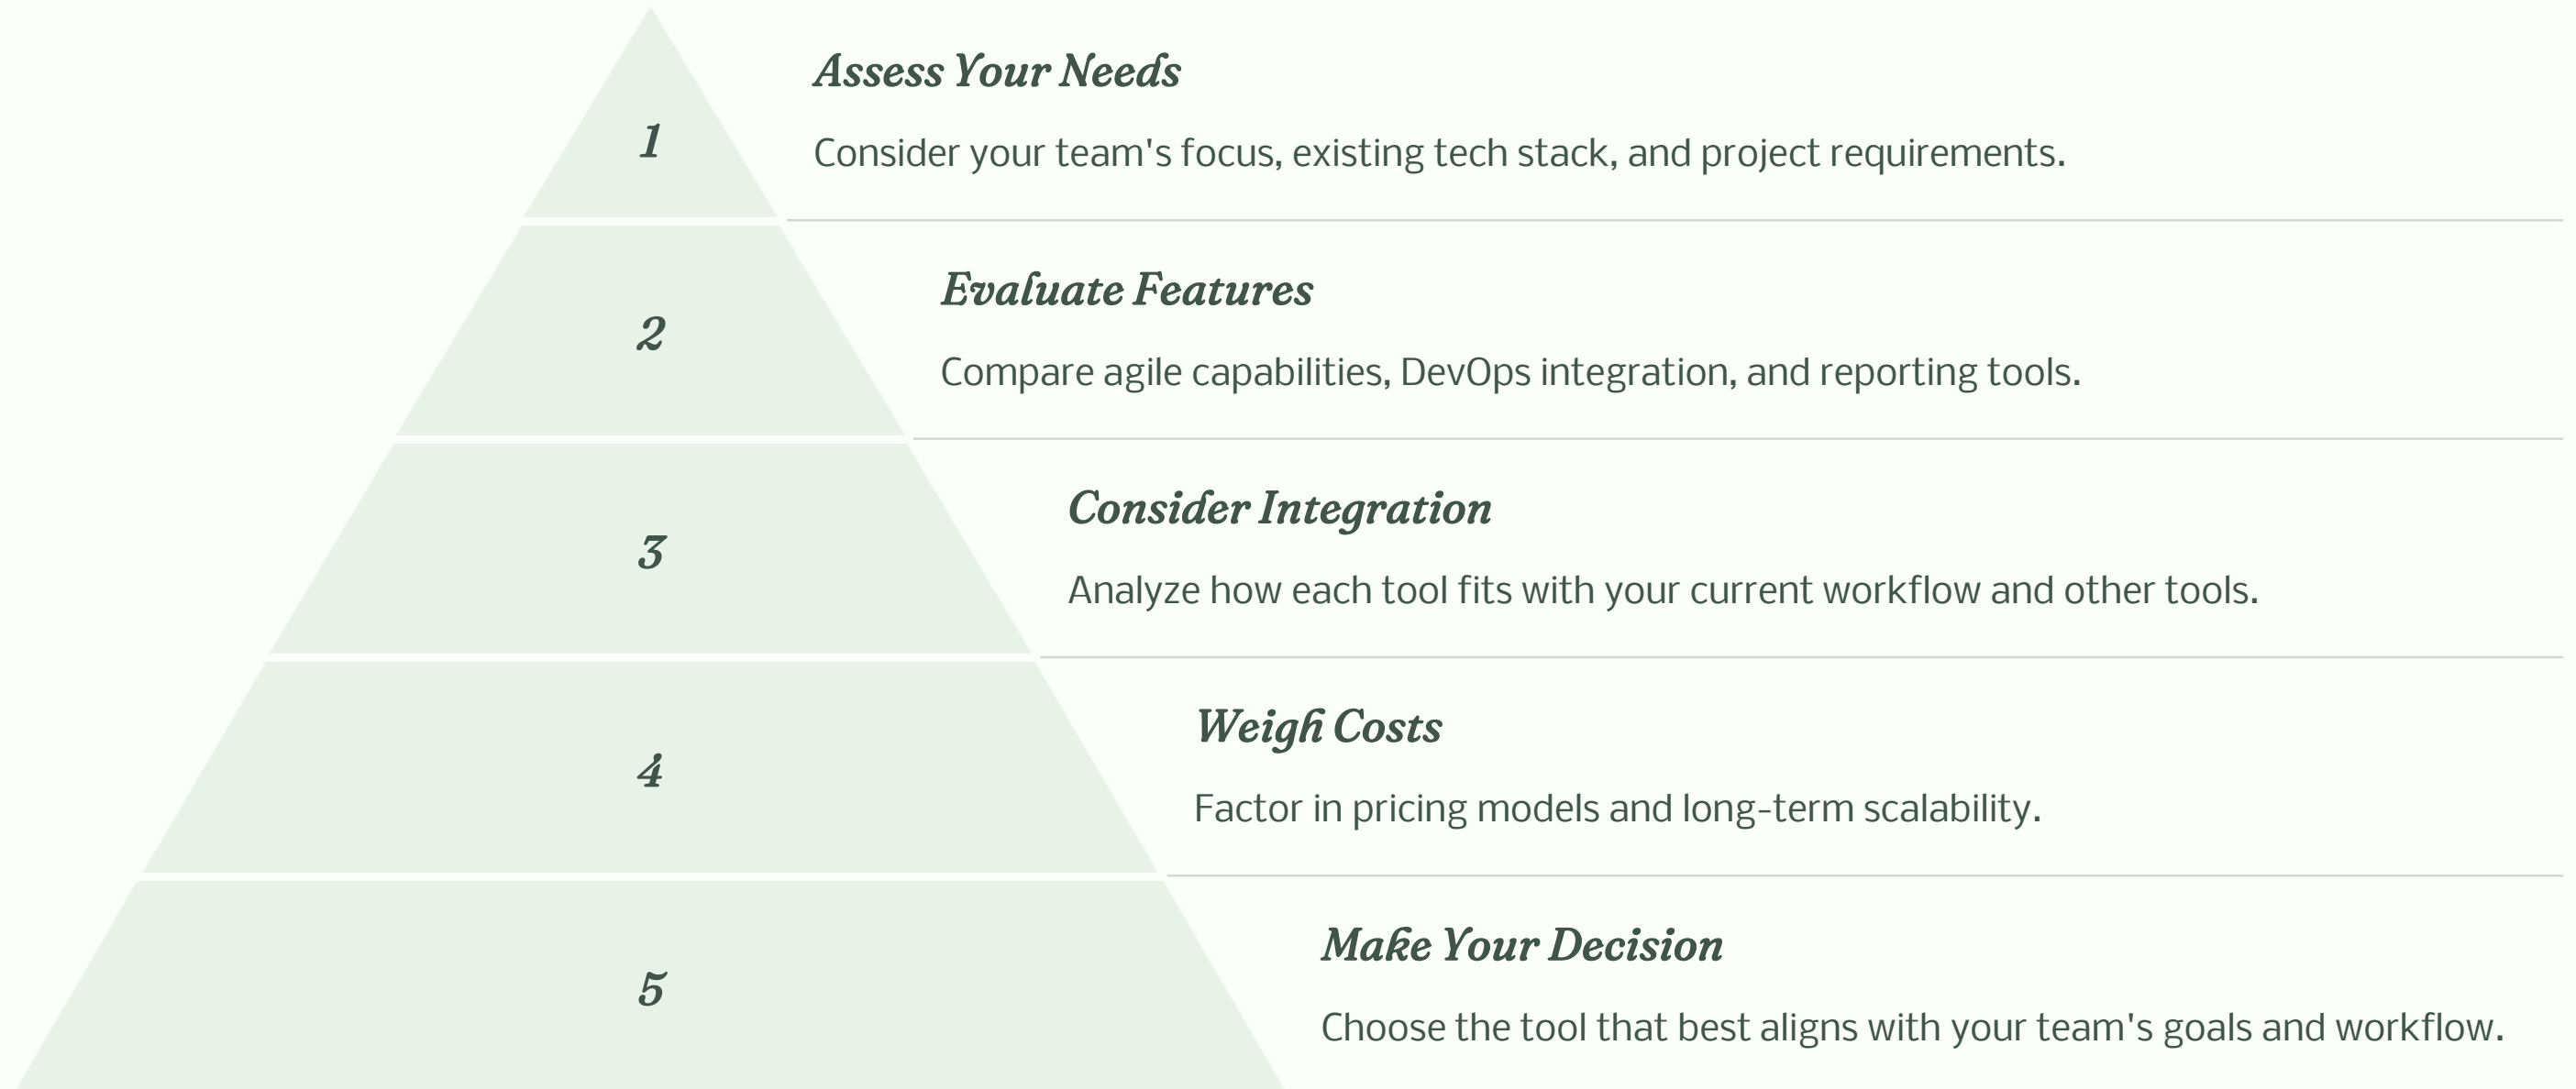 Assess Your Needs
1
Consider your team's focus, existing tech stack, and project requirements.
Evaluate Features
2
Compare agile capabilities, DevOps integration, and reporting tools.
Consider Integration
3
Analyze how each tool fits with your current workflow and other tools.
Weigh Costs
4
Factor in pricing models and long-term scalability.
Make Your Decision
5
Choose the tool that best aligns with your team's goals and workflow.